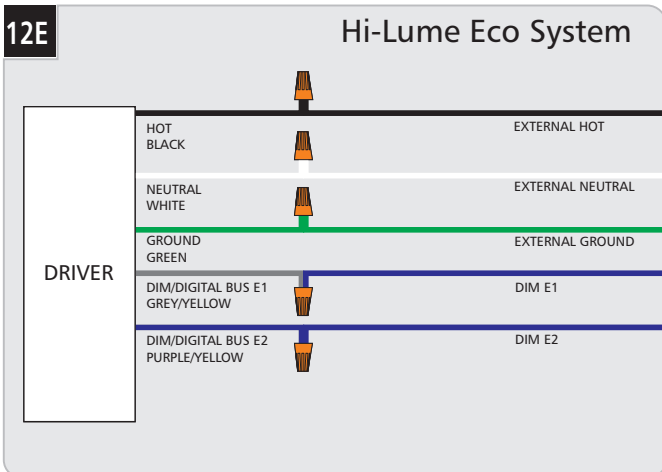 12E
Hi-Lume Eco System
HOT
BLACK
EXTERNAL HOT
NEUTRAL
WHITE
EXTERNAL NEUTRAL
GROUND
GREEN
EXTERNAL GROUND
DRIVER
DIM/DIGITAL BUS E1
GREY/YELLOW
DIM E1
DIM/DIGITAL BUS E2
PURPLE/YELLOW
DIM E2